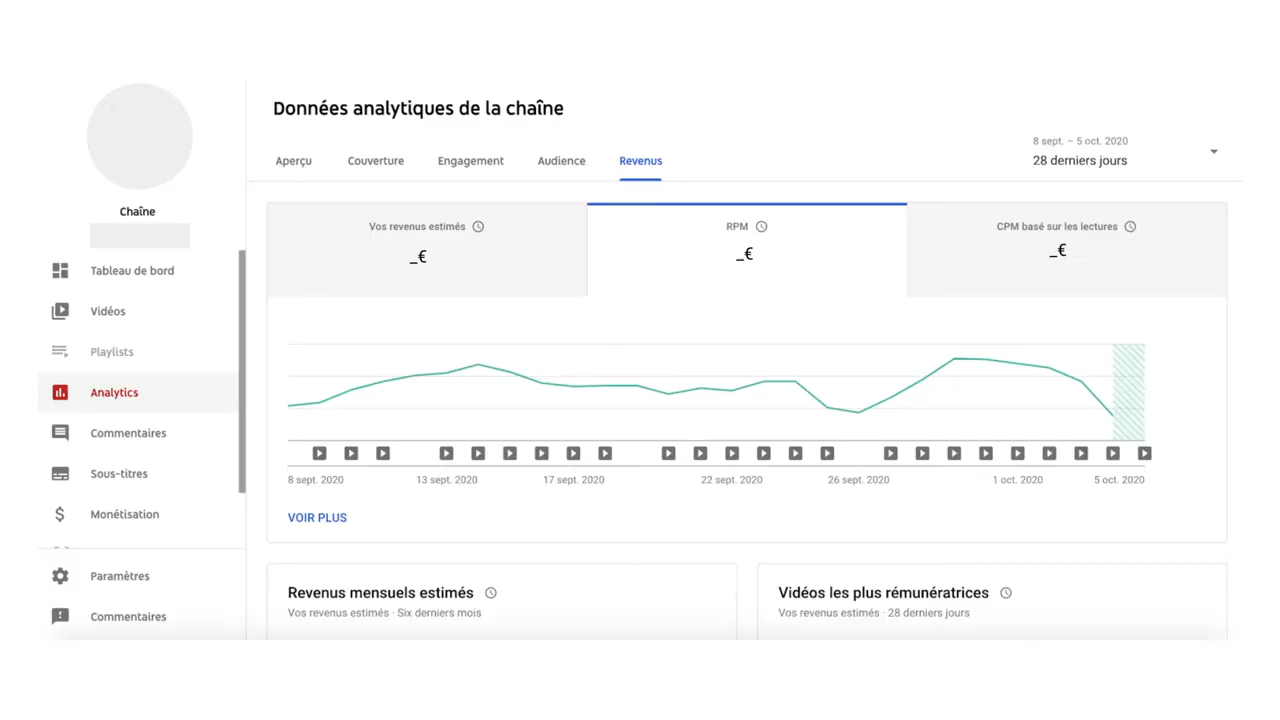 Données analytiques de la chaîne
Aperçu Couverture Engagement Audience Revenus
8 sept. – 5 oct. 2020
28 derniers jours
Chaîne
Tableau de bord
Vidéos
Playlists
Analytics
Commentaires
Sous-titres
Monétisation
Paramètres
Commentaires
Vos revenus estimés
_€
RPM
_€
CPM basé sur les lectures
_€
8 sept. 2020 13 sept. 2020 17 sept. 2020 22 sept. 2020 26 sept. 2020 1 oct. 2020 5 oct. 2020
VOIR PLUS
Revenus mensuels estimés
Vos revenus estimés · Six derniers mois
Vidéos les plus rémunératrices
Vos revenus estimés · 28 derniers jours